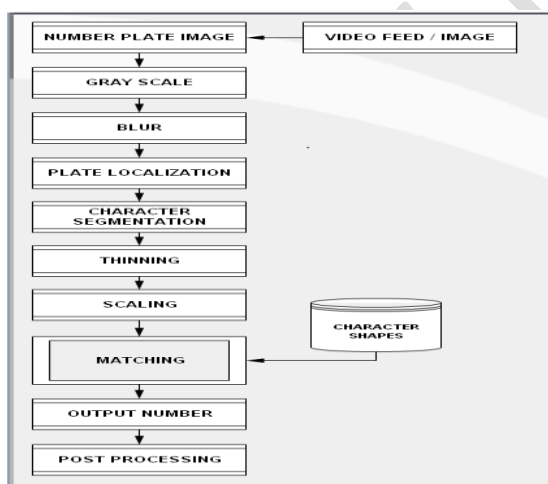 NUMBER PLATE IMAGE
VIDEO FEED / IMAGE
GRAY SCALE
BLUR
PLATE LOCALIZATION
CHARACTER
SEGMENTATION
THINNING
SCALING
CHARACTER
SHAPES
MATCHING
OUTPUT NUMBER
POST PROCESSING